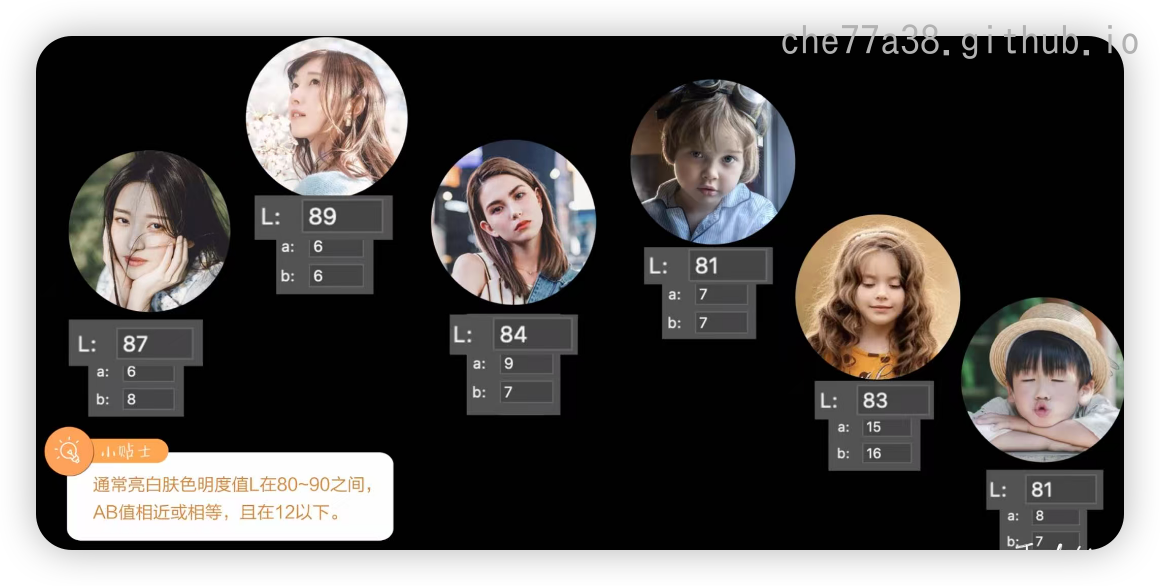 che77a38.github.io
L: 89
a: 6
b: 6
L: 87
a: 6
b: 8
L: 84
a: 9
b: 7
L: 81
a: 7
b: 7
L: 83
a: 15
b: 16
L: 81
a: 8
b: 7
小贴士
通常亮白肤色明度值L在80~90之间，
AB值相近或相等，且在12以下。